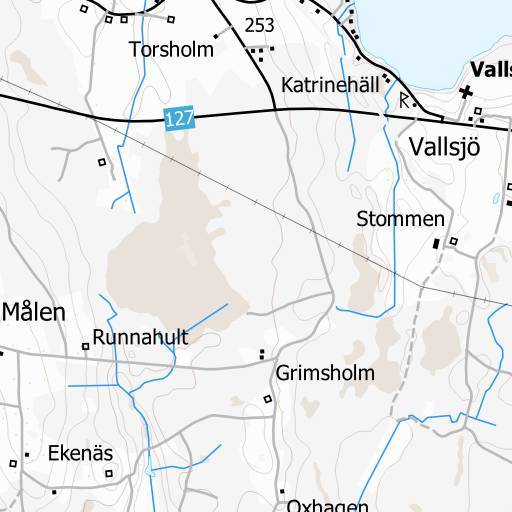 253
Torsholm
Valls
Katrinehäll
127
Vallsjö
Stommen
Målen
Runnahult
Grimsholm
Ekenäs
Oxhagen